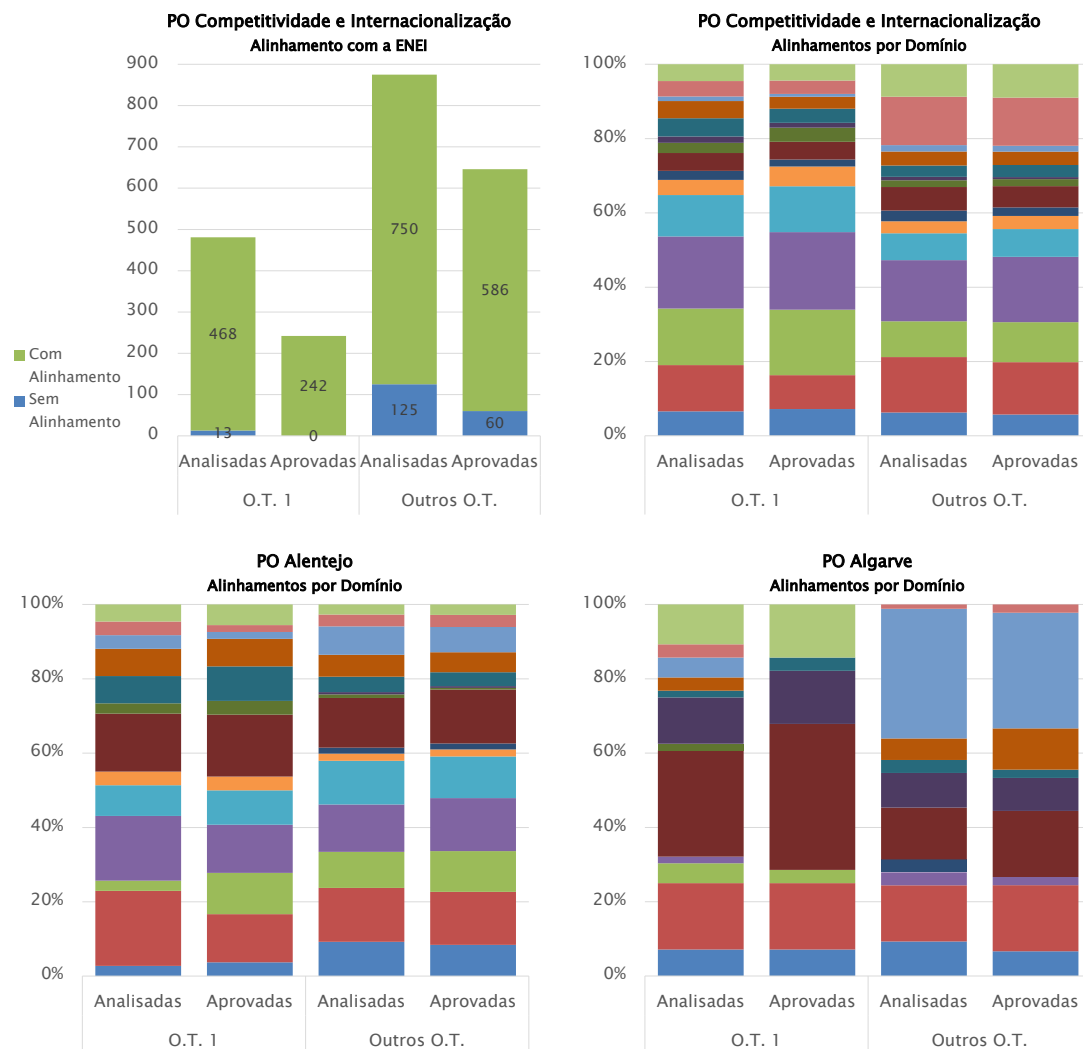 PO Competitividade e Internacionalização
Alinhamento com a ENEI
900
800
700
600
500
400
300
200
100
0
468
13
242
0
750
125
586
60
Com
Alinhamento
Sem
Alinhamento
Analisadas Aprovadas Analisadas Aprovadas
O.T. 1 Outros O.T.
PO Competitividade e Internacionalização
Alinhamentos por Domínio
100%
80%
60%
40%
20%
0%
Analisadas Aprovadas Analisadas Aprovadas
O.T. 1 Outros O.T.
PO Alentejo
Alinhamentos por Domínio
100%
80%
60%
40%
20%
0%
Analisadas Aprovadas Analisadas Aprovadas
O.T. 1 Outros O.T.
PO Algarve
Alinhamentos por Domínio
100%
80%
60%
40%
20%
0%
Analisadas Aprovadas Analisadas Aprovadas
O.T. 1 Outros O.T.